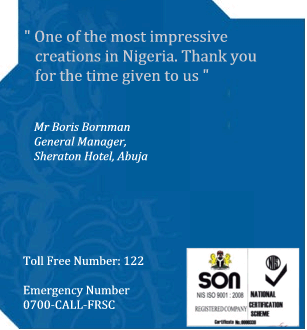 " One of the most impressive
creations in Nigeria. Thank you
for the time given to us "
Mr Boris Bornman
General Manager,
Sheraton Hotel, Abuja
Toll Free Number: 122
Emergency Number
0700-CALL-FRSC
SON
NIS ISO 9001 : 2008
REGISTERED COMPANY
NIS
NATIONAL
CERTIFICATION
SCHEME
Certificate No.